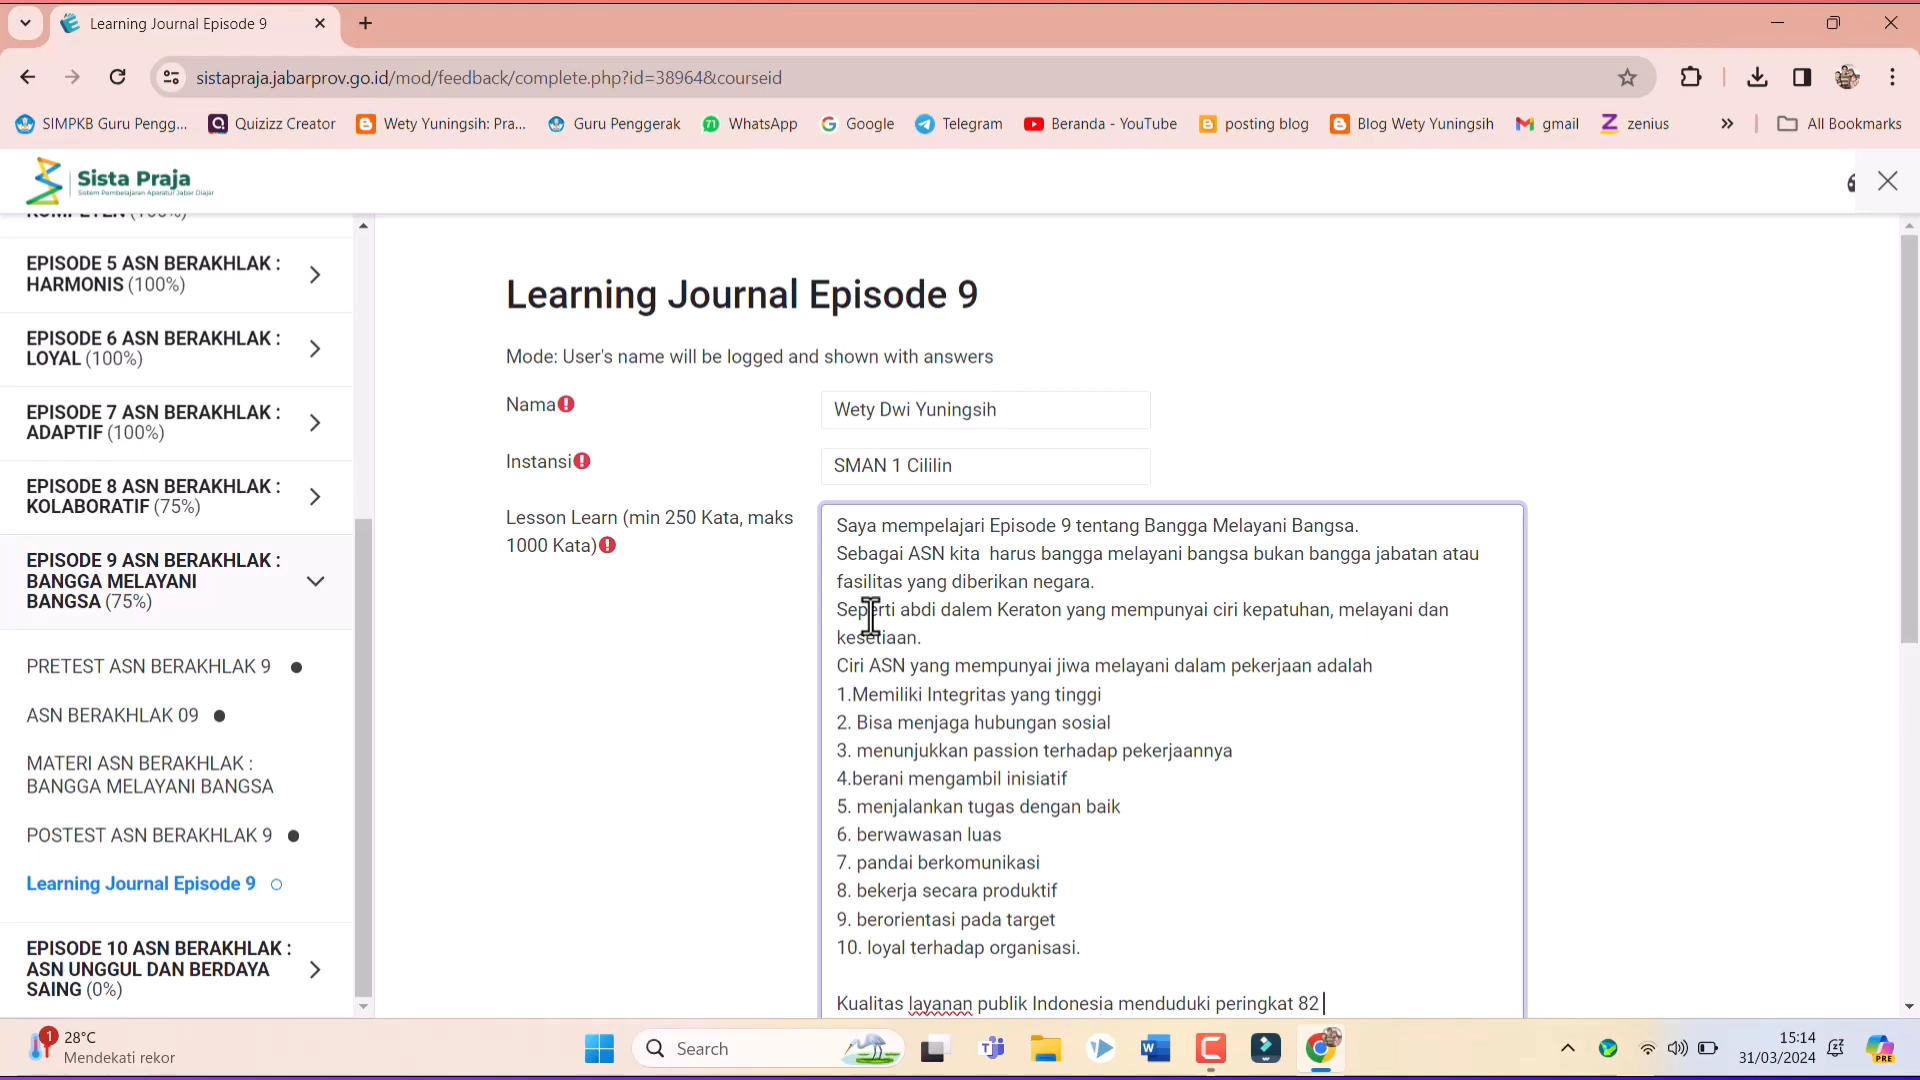 Learning Journal Episode 9
sistapraja.jabarprov.go.id/mod/feedback/complete.php?id=38964&courseid
SIMPKB Guru Pengg...
Quizizz Creator
Wety Yuningsih: Pra...
Guru Penggerak
WhatsApp
Google
Telegram
Beranda - YouTube
posting blog
Blog Wety Yuningsih
gmail
zenius
All Bookmarks
Sista Praja
Sistem Pembelajaran Aparatur Jabar Diajar
KOMPETEN (100%)
EPISODE 5 ASN BERAKHLAK :
HARMONIS (100%)
EPISODE 6 ASN BERAKHLAK :
LOYAL (100%)
EPISODE 7 ASN BERAKHLAK :
ADAPTIF (100%)
EPISODE 8 ASN BERAKHLAK :
KOLABORATIF (75%)
EPISODE 9 ASN BERAKHLAK :
BANGGA MELAYANI
BANGSA (75%)
PRETEST ASN BERAKHLAK 9
ASN BERAKHLAK 09
MATERI ASN BERAKHLAK :
BANGGA MELAYANI BANGSA
POSTEST ASN BERAKHLAK 9
Learning Journal Episode 9
EPISODE 10 ASN BERAKHLAK :
ASN UNGGUL DAN BERDAYA
SAING (0%)
Learning Journal Episode 9
Mode: User's name will be logged and shown with answers
Nama
Wety Dwi Yuningsih
Instansi
SMAN 1 Cililin
Lesson Learn (min 250 Kata, maks
1000 Kata)
Saya mempelajari Episode 9 tentang Bangga Melayani Bangsa.
Sebagai ASN kita  harus bangga melayani bangsa bukan bangga jabatan atau
fasilitas yang diberikan negara.
Seperti abdi dalem Keraton yang mempunyai ciri kepatuhan, melayani dan
kesetiaan.
Ciri ASN yang mempunyai jiwa melayani dalam pekerjaan adalah
1.Memiliki Integritas yang tinggi
2. Bisa menjaga hubungan sosial
3. menunjukkan passion terhadap pekerjaannya
4.berani mengambil inisiatif
5. menjalankan tugas dengan baik
6. berwawasan luas
7. pandai berkomunikasi
8. bekerja secara produktif
9. berorientasi pada target
10. loyal terhadap organisasi.
Kualitas layanan publik Indonesia menduduki peringkat 82
1
28°C
Mendekati rekor
Search
15:14
31/03/2024
PRE